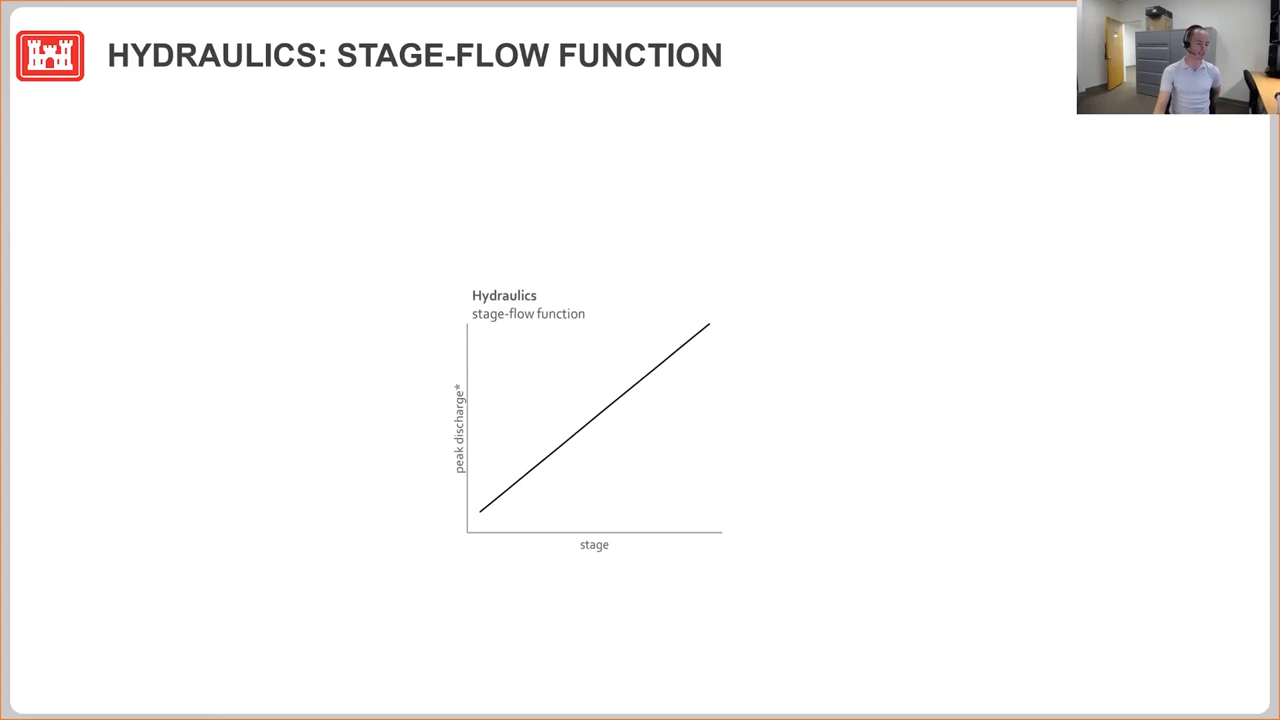 HYDRAULICS: STAGE-FLOW FUNCTION
Hydraulics
stage-flow function
peak discharge*
stage